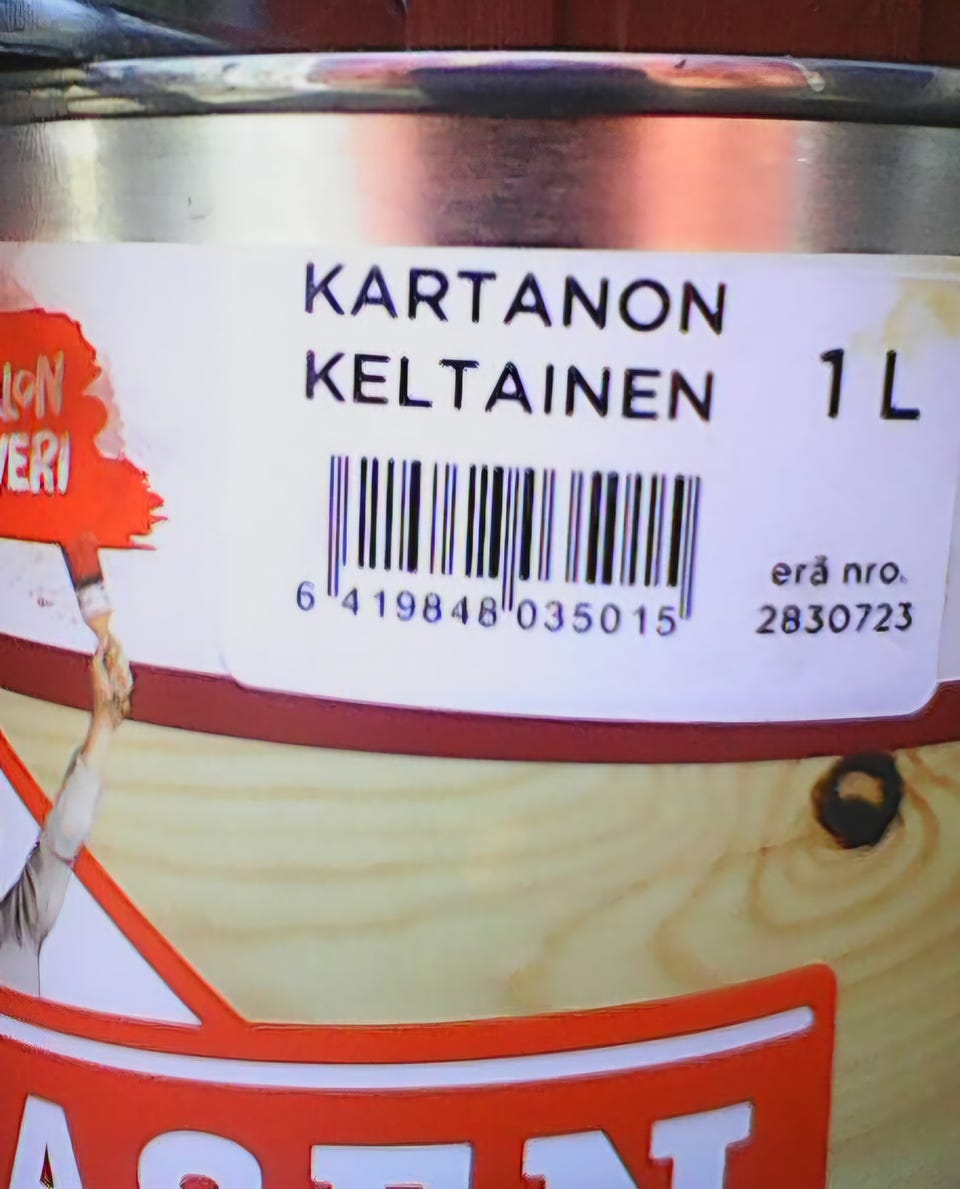 KARTANON
KELTAINEN
1 L
6 419848 035015
erä nro.
2830723